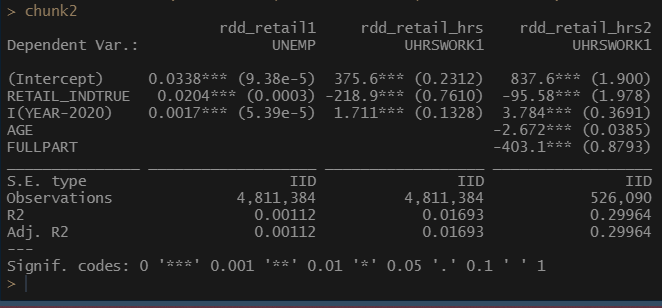 > chunk2
rdd_retail1 rdd_retail_hrs rdd_retail_hrs2
Dependent Var.: UNEMP UHRSWORK1 UHRSWORK1
(Intercept) 0.0338*** (9.38e-5) 375.6*** (0.2312) 837.6*** (1.900)
RETAIL_INDTRUE 0.0204*** (0.0003) -218.9*** (0.7610) -95.58*** (1.978)
I(YEAR-2020) 0.0017*** (5.39e-5) 1.711*** (0.1328) 3.784*** (0.3691)
AGE -2.672*** (0.0385)
FULLPART -403.1*** (0.8793)
______________ ___________________ __________________ __________________
S.E. type IID IID IID
Observations 4,811,384 4,811,384 526,090
R2 0.00112 0.01693 0.29964
Adj. R2 0.00112 0.01693 0.29964
---
Signif. codes: 0 '***' 0.001 '**' 0.01 '*' 0.05 '.' 0.1 ' ' 1
>